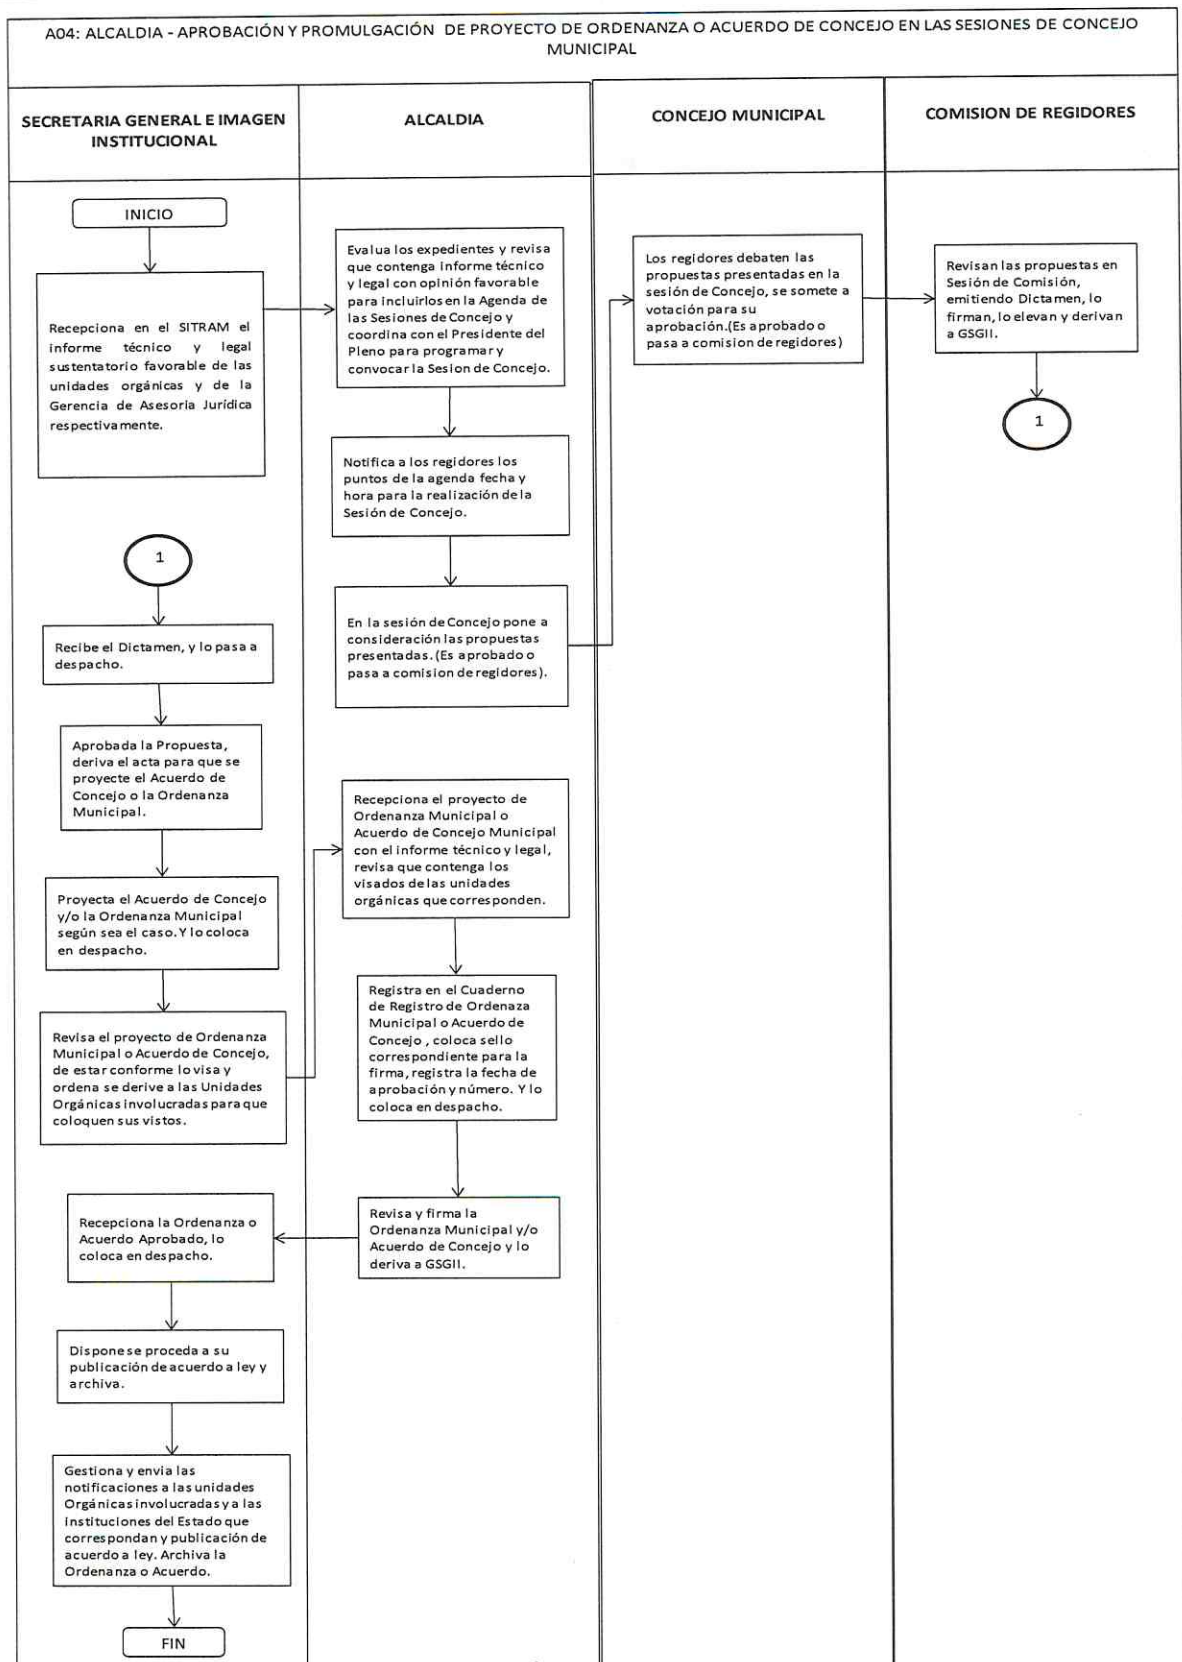 A04: ALCALDIA - APROBACIÓN Y PROMULGACIÓN DE PROYECTO DE ORDENANZA O ACUERDO DE CONCEJO EN LAS SESIONES DE CONCEJO
MUNICIPAL
SECRETARIA GENERAL E IMAGEN
INSTITUCIONAL
ALCALDIA
CONCEJO MUNICIPAL
COMISION DE REGIDORES
INICIO
Recepciona en el SITRAM el
informe técnico y legal
sustentatorio favorable de las
unidades orgánicas y de la
Gerencia de Asesoria Jurídica
respectivamente.
Evalua los expedientes y revisa
que contenga informe técnico
y legal con opinión favorable
para incluirlos en la Agenda de
las Sesiones de Concejo y
coordina con el Presidente del
Pleno para programar y
convocar la Sesion de Concejo.
Los regidores debaten las
propuestas presentadas en la
sesión de Concejo, se somete a
votación para su
aprobación.(Es aprobado o
pasa a comision de regidores)
Revisan las propuestas en
Sesión de Comisión,
emitiendo Dictamen, lo
firman, lo elevan y derivan
a GSGII.
1
Notifica a los regidores los
puntos de la agenda fecha y
hora para la realización de la
Sesión de Concejo.
En la sesión de Concejo pone a
consideración las propuestas
presentadas.(Es aprobado o
pasa a comision de regidores).
1
Recibe el Dictamen, y lo pasa a
despacho.
Aprobada la Propuesta,
deriva el acta para que se
proyecte el Acuerdo de
Concejo o la Ordenanza
Municipal.
Proyecta el Acuerdo de Concejo
y/o la Ordenanza Municipal
según sea el caso. Y lo coloca
en despacho.
Revisa el proyecto de Ordenanza
Municipal o Acuerdo de Concejo,
de estar conforme lo visa y
ordena se derive a las Unidades
Orgánicas involucradas para que
coloquen sus vistos.
Recepciona el proyecto de
Ordenanza Municipal o
Acuerdo de Concejo Municipal
con el informe técnico y legal,
revisa que contenga los
visados de las unidades
orgánicas que corresponden.
Registra en el Cuaderno
de Registro de Ordenaza
Municipal o Acuerdo de
Concejo , coloca sello
correspondiente para la
firma, registra la fecha de
aprobación y número. Y lo
coloca en despacho.
Revisa y firma la
Ordenanza Municipal y/o
Acuerdo de Concejo y lo
deriva a GSGII.
Recepciona la Ordenanza o
Acuerdo Aprobado, lo
coloca en despacho.
Dispone se proceda a su
publicación de acuerdo a ley y
archiva.
Gestiona y envia las
notificaciones a las unidades
Orgánicas involucradas y a las
instituciones del Estado que
correspondan y publicación de
acuerdo a ley. Archiva la
Ordenanza o Acuerdo.
FIN